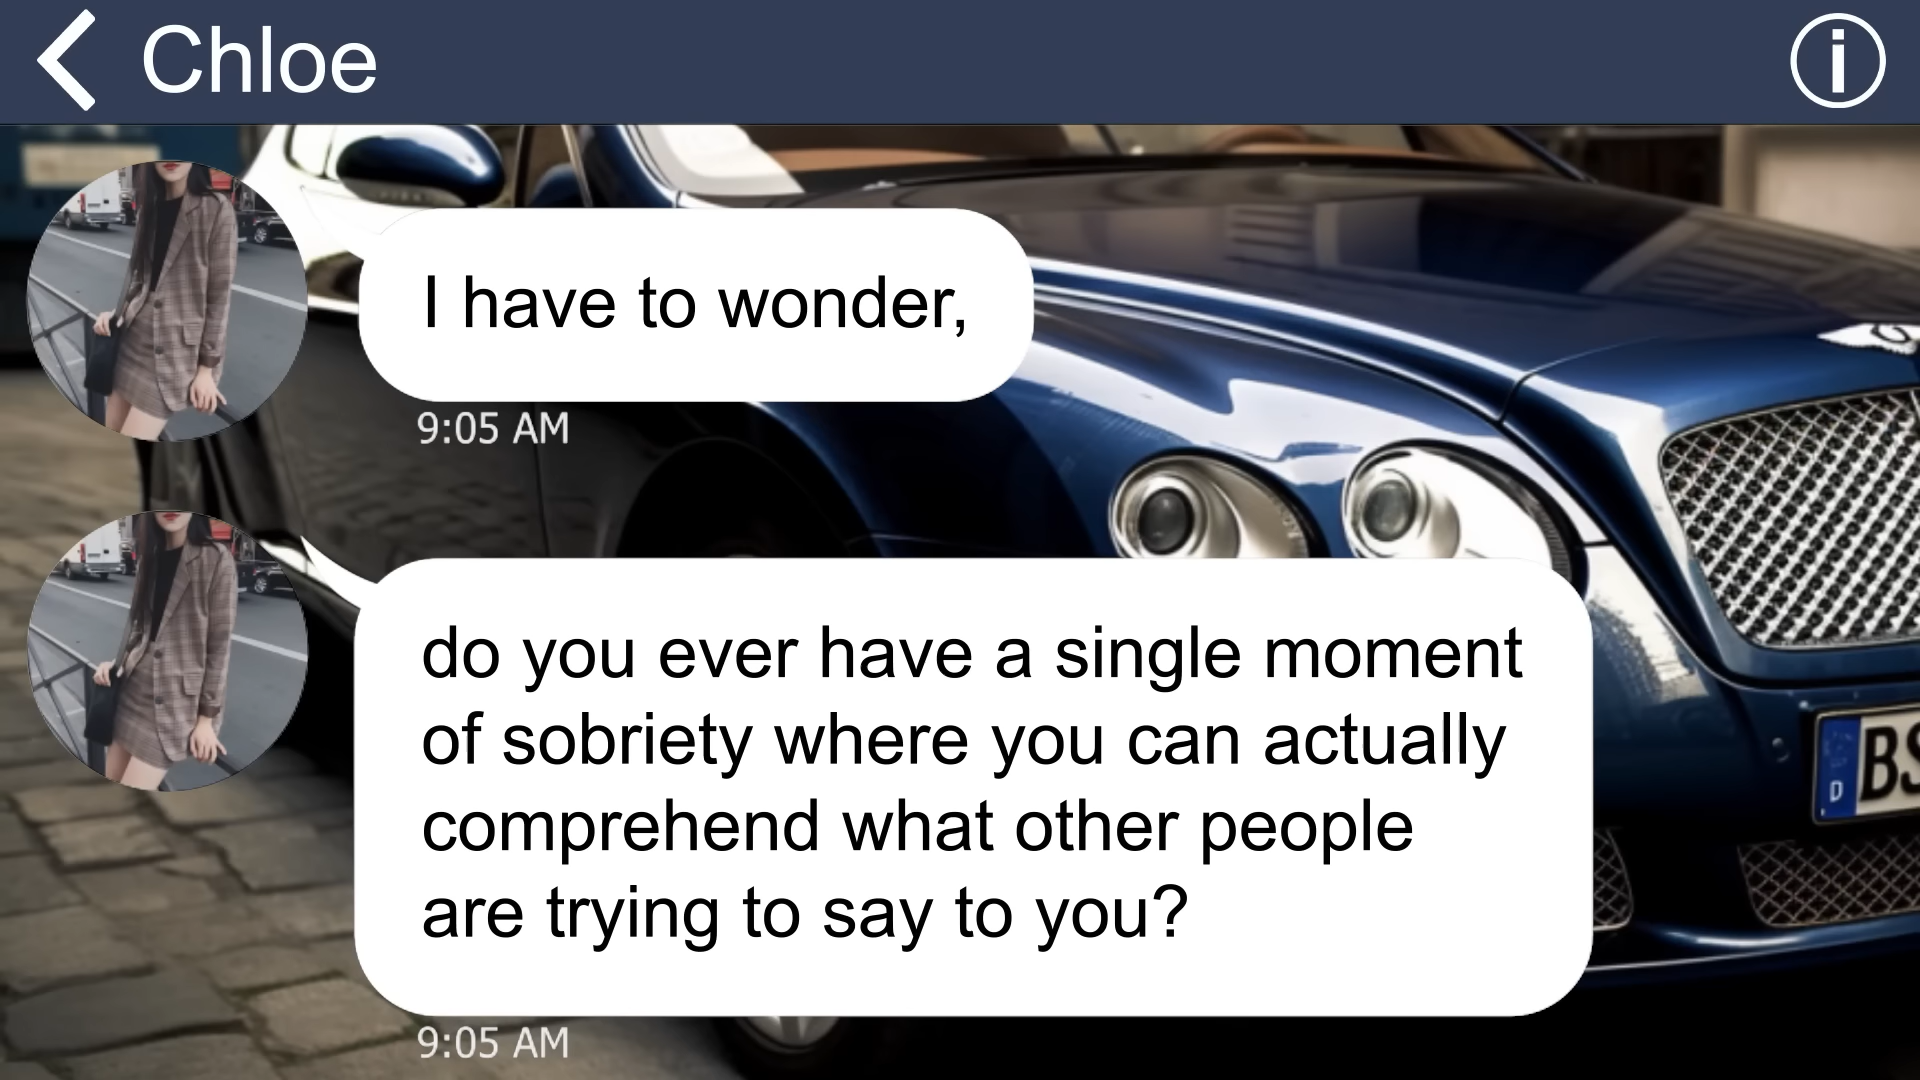 Chloe
I have to wonder,
9:05 AM
do you ever have a single moment
of sobriety where you can actually
comprehend what other people
are trying to say to you?
9:05 AM
D
BS